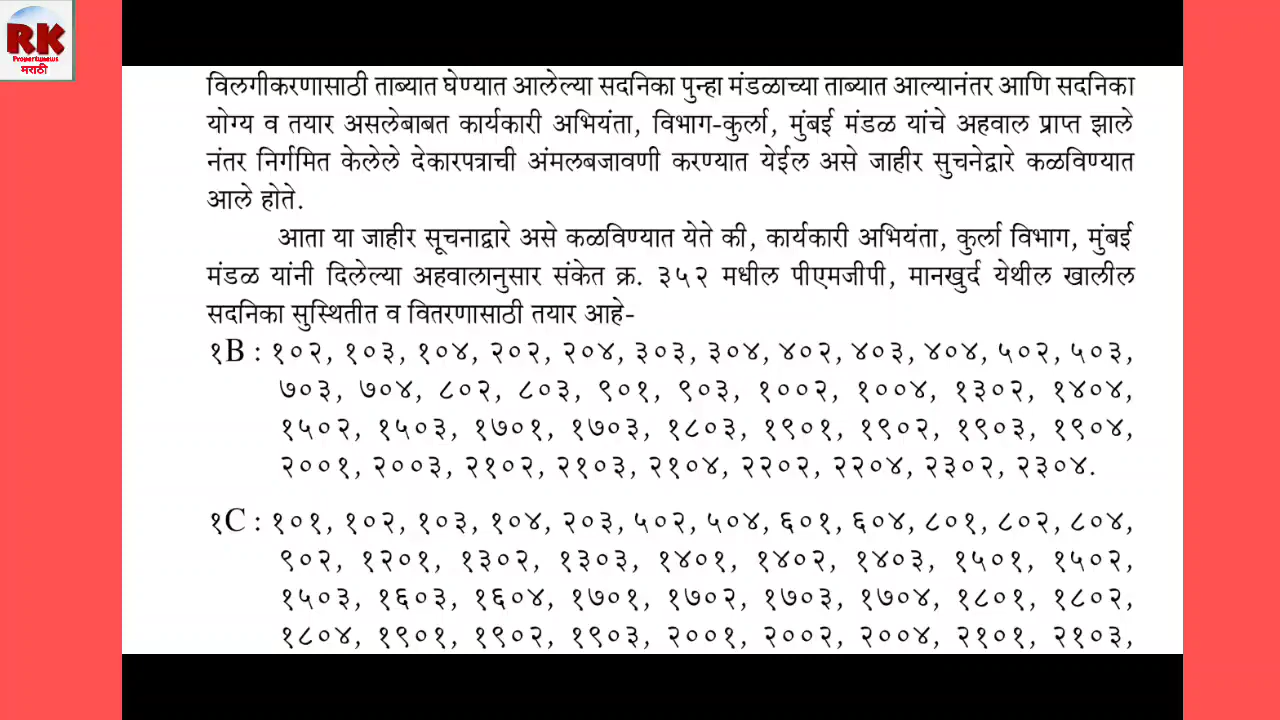 RK
Propertunews
मराठी
विलगीकरणासाठी ताब्यात घेण्यात आलेल्या सदनिका पुन्हा मंडळाच्या ताब्यात आल्यानंतर आणि सदनिका
योग्य व तयार असलेबाबत कार्यकारी अभियंता, विभाग-कुर्ला, मुंबई मंडळ यांचे अहवाल प्राप्त झाले
नंतर निर्गमित केलेले देकारपत्राची अंमलबजावणी करण्यात येईल असे जाहीर सुचनेद्वारे कळविण्यात
आले होते.
आता या जाहीर सूचनाद्वारे असे कळविण्यात येते की, कार्यकारी अभियंता, कुर्ला विभाग, मुंबई
मंडळ यांनी दिलेल्या अहवालानुसार संकेत क्र. ३५२ मधील पीएमजीपी, मानखुर्द येथील खालील
सदनिका सुस्थितीत व वितरणासाठी तयार आहे-
१B : १०२, १०३, १०४, २०२, २०४, ३०३, ३०४, ४०२, ४०३, ४०४, ५०२, ५०३,
७०३, ७०४, ८०२, ८०३, ९०१, ९०३, १००२, १००४, १३०२, १४०४,
१५०२, १५०३, १७०१, १७०३, १८०३, १९०१, १९०२, १९०३, १९०४,
२००१, २००३, २१०२, २१०३, २१०४, २२०२, २२०४, २३०२, २३०४.
१C : १०१, १०२, १०३, १०४, २०३, ५०२, ५०४, ६०१, ६०४, ८०१, ८०२, ८०४,
९०२, १२०१, १३०२, १३०३, १४०१, १४०२, १४०३, १५०१, १५०२,
१५०३, १६०३, १६०४, १७०१, १७०२, १७०३, १७०४, १८०१, १८०२,
१८०४, १९०१, १९०२, १९०३, २००१, २००२, २००४, २१०१, २१०३,